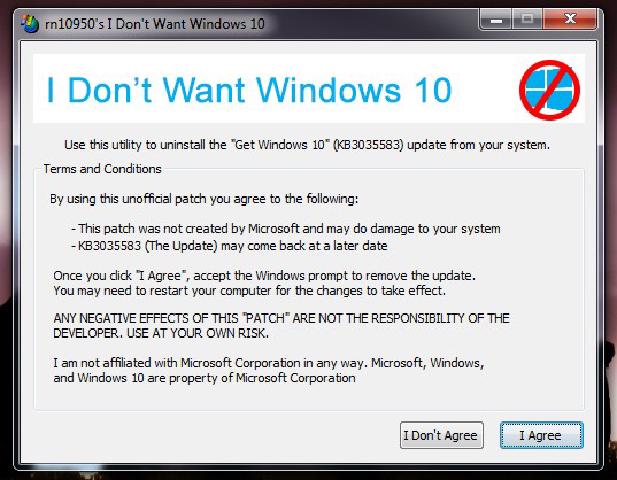 rn10950's I Don't Want Windows 10
I Don't Want Windows 10
Use this utility to uninstall the "Get Windows 10" (KB3035583) update from your system.
Terms and Conditions
By using this unofficial patch you agree to the following:
- This patch was not created by Microsoft and may do damage to your system
- KB3035583 (The Update) may come back at a later date
Once you click "I Agree", accept the Windows prompt to remove the update.
You may need to restart your computer for the changes to take effect.
ANY NEGATIVE EFFECTS OF THIS "PATCH" ARE NOT THE RESPONSIBILITY OF THE
DEVELOPER. USE AT YOUR OWN RISK.
I am not affiliated with Microsoft Corporation in any way. Microsoft, Windows,
and Windows 10 are property of Microsoft Corporation
I Don't Agree
I Agree